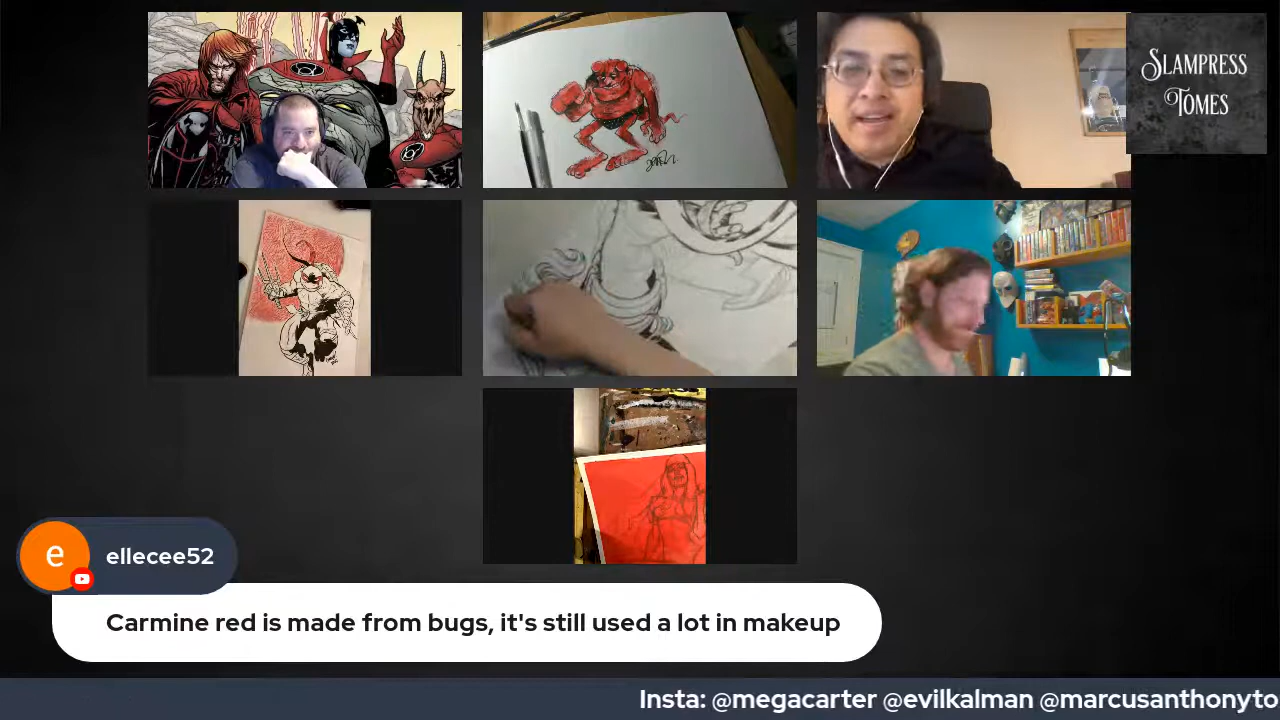 SLAMPRESS
TOMES
e
ellecee52
Carmine red is made from bugs, it's still used a lot in makeup
Insta: @megacarter @evilkalman @marcusanthonyto